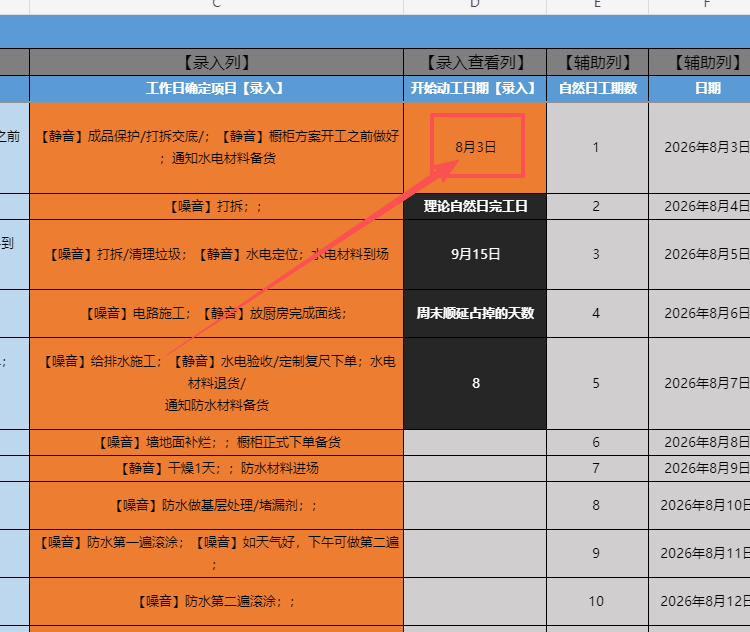 C D E F
【录入列】 【录入查看列】 【辅助列】 【辅助列】
工作日确定项目【录入】 开始动工日期【录入】 自然日工期数 日期
之前 【静音】成品保护/打拆交底/；【静音】橱柜方案开工之前做好
；通知水电材料备货 8月3日 1 2026年8月3日
【噪音】打拆；； 理论自然日完工日 2 2026年8月4日
到 【噪音】打拆/清理垃圾；【静音】水电定位；水电材料到场 9月15日 3 2026年8月5日
【噪音】电路施工；【静音】放厨房完成面线； 周末顺延占掉的天数 4 2026年8月6日
； 【噪音】给排水施工；【静音】水电验收/定制复尺下单；水电
材料退货/
通知防水材料备货 8 5 2026年8月7日
【噪音】墙地面补烂；；橱柜正式下单备货 6 2026年8月8日
【静音】干燥1天；；防水材料进场 7 2026年8月9日
【噪音】防水做基层处理/堵漏剂；； 8 2026年8月10日
【噪音】防水第一遍滚涂；【噪音】如天气好，下午可做第二遍
； 9 2026年8月11日
【噪音】防水第二遍滚涂；； 10 2026年8月12日